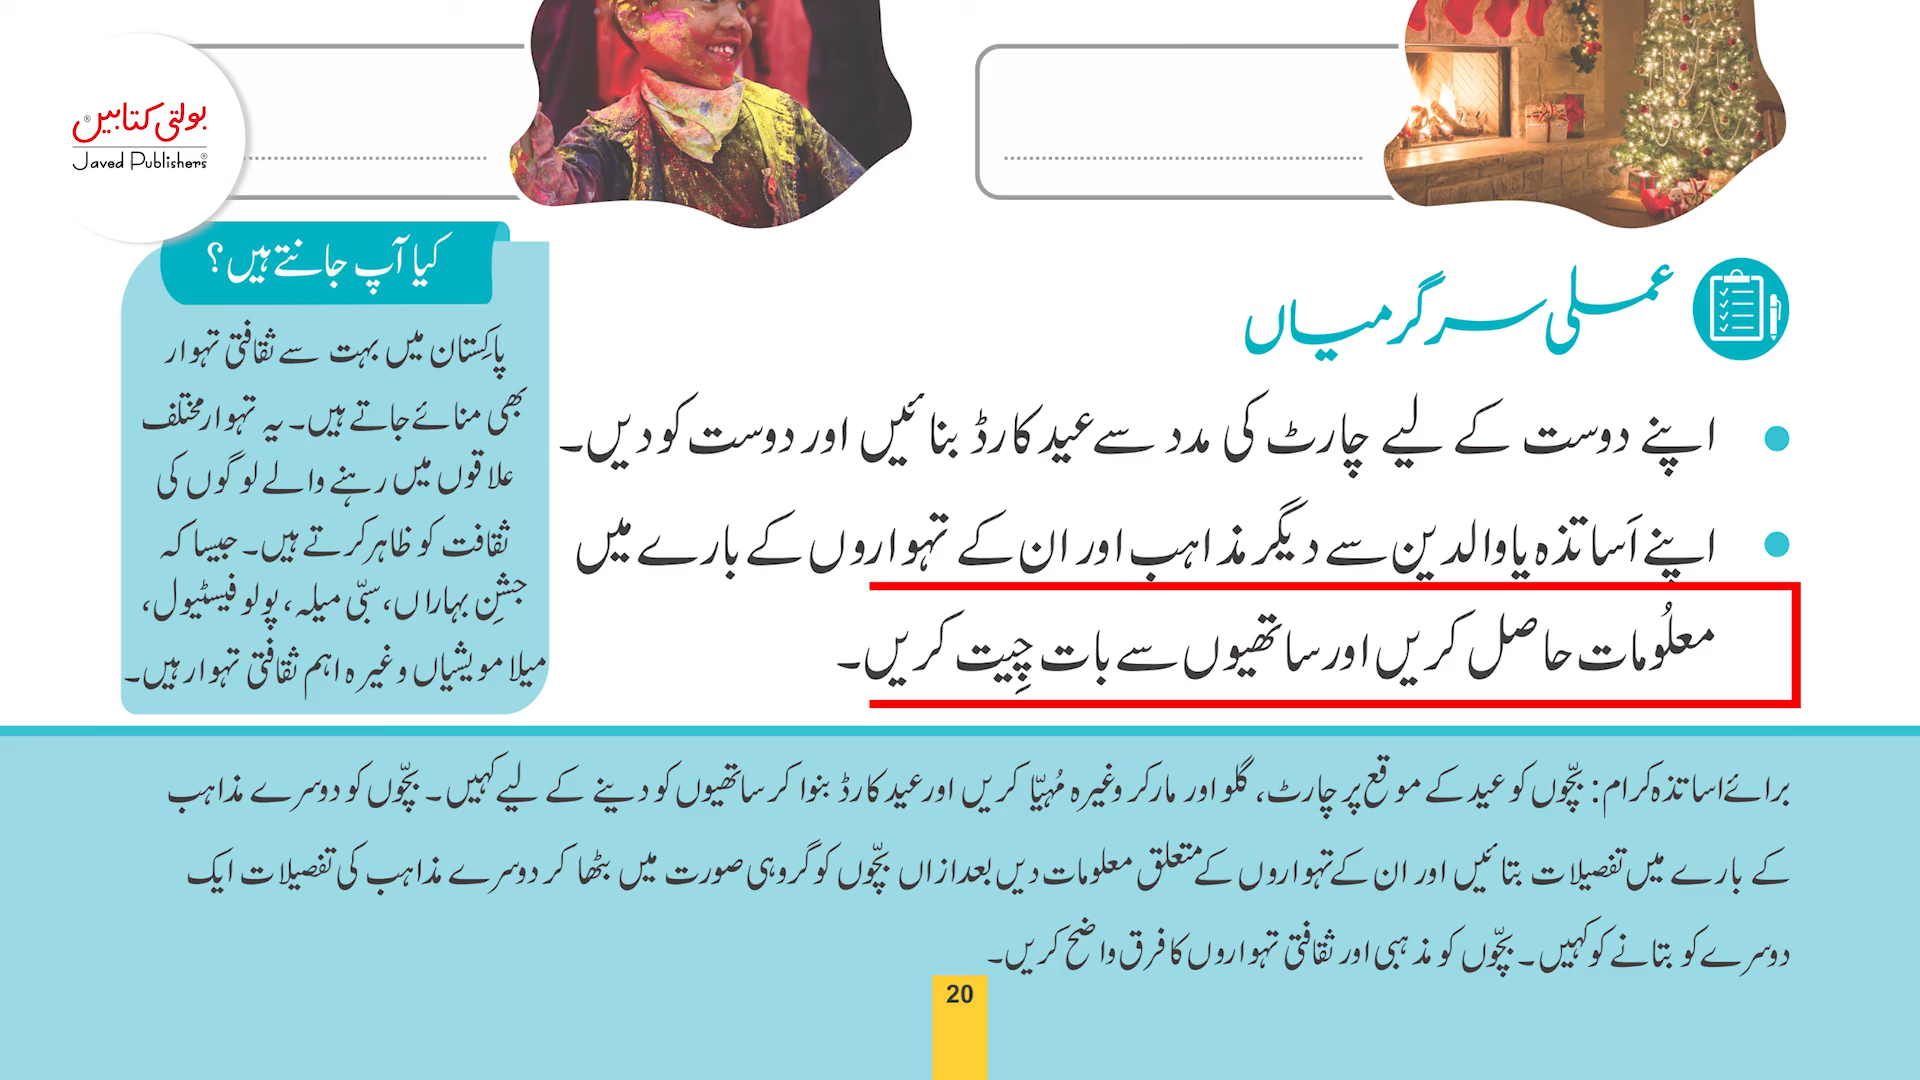 بولتی کتابیں®
Javed Publishers®
عملی سرگرمیاں
اپنے دوست کے لیے چارٹ کی مدد سے عید کارڈ بنائیں اور دوست کو دیں۔
اپنے اَساتذہ یا والدین سے دیگر مذاہب اور ان کے تہواروں کے بارے میں
معلُومات حاصل کریں اور ساتھیوں سے بات چِیت کریں۔
کیا آپ جانتے ہیں؟
پاکِستان میں بہت سے ثقافتی تہوار
بھی منائے جاتے ہیں۔ یہ تہوار مختلف
علاقوں میں رہنے والے لوگوں کی
ثقافت کو ظاہر کرتے ہیں۔ جیسا کہ
جشنِ بہاراں، سبّی میلہ، پولو فیسٹیول،
میلا مویشیاں وغیرہ اہم ثقافتی تہوار ہیں۔
برائے اساتذہ کرام: بچّوں کو عید کے موقع پر چارٹ، گلو اور مارکر وغیرہ مُہیّا کریں اور عید کارڈ بنوا کر ساتھیوں کو دینے کے لیے کہیں۔ بچّوں کو دوسرے مذاہب
کے بارے میں تفصیلات بتائیں اور ان کے تہواروں کے متعلق معلومات دیں بعد ازاں بچّوں کو گروہی صورت میں بٹھا کر دوسرے مذاہب کی تفصیلات ایک
دوسرے کو بتانے کو کہیں۔ بچّوں کو مذہبی اور ثقافتی تہواروں کا فرق واضح کریں۔
20